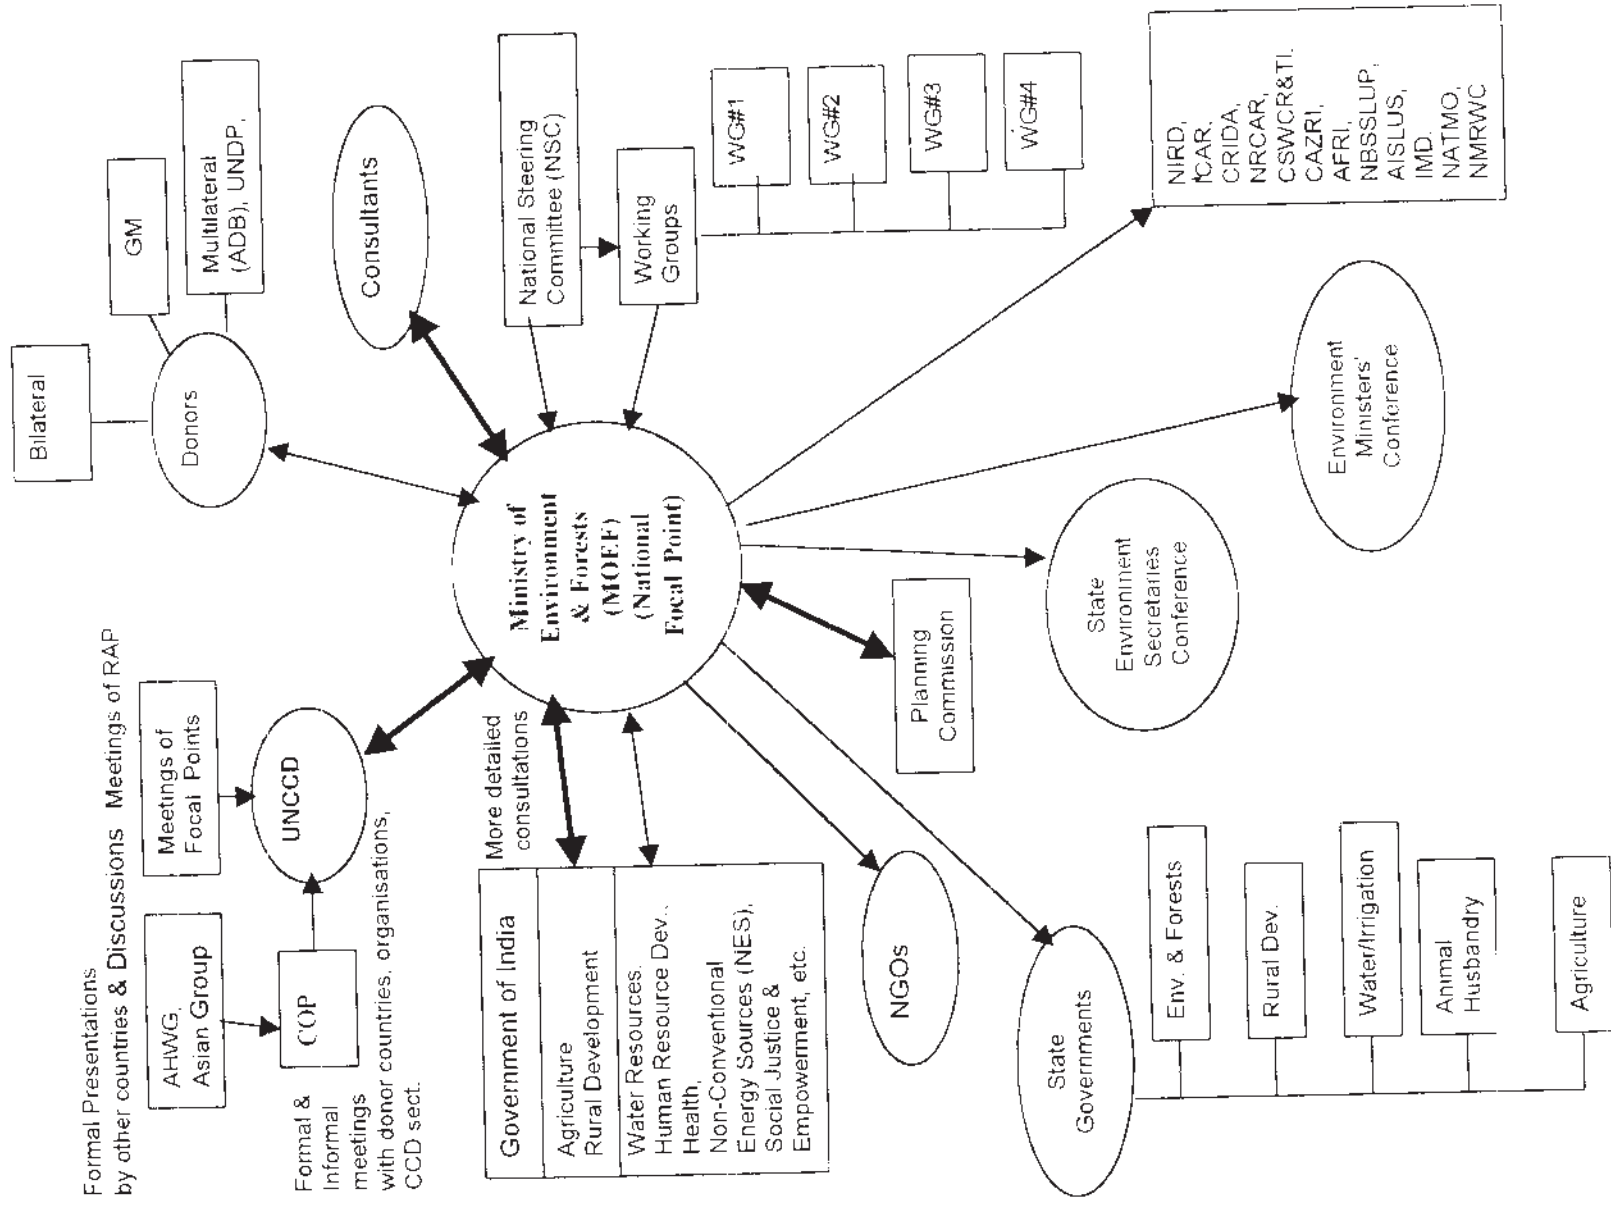 Formal Presentations
by other countries & Discussions Meetings of RAP
AHWG,
Asian Group
Meetings of
Focal Points
COP
UNCCD
Formal &
Informal
meetings
with donor countries, organisations,
CCD sect.
Bilateral
GM
Multilateral
(ADB), UNDP,
Donors
Consultants
National Steering
Committee (NSC)
Working
Groups
WG#1
WG#2
WG#3
WG#4
Ministry of
Environment
& Forests
(MOEF)
(National
Focal Point)
More detailed
consultations
Government of India
Agriculture
Rural Development
Water Resources.
Human Resource Dev..
Health,
Non-Conventional
Energy Sources (NES),
Social Justice &
Empowerment, etc.
NGOs
Planning
Commission
State
Environment
Secretaries
Conference
Environment
Ministers'
Conference
NIRD,
ICAR,
CRIDA,
NRCAR,
CSWCR&TI.
CAZRI,
AFRI,
NBSSLUP,
AISLUS,
IMD.
NATMO,
NMRWC
State
Governments
Env. & Forests
Rural Dev.
Water/Irrigation
Animal
Husbandry
Agriculture